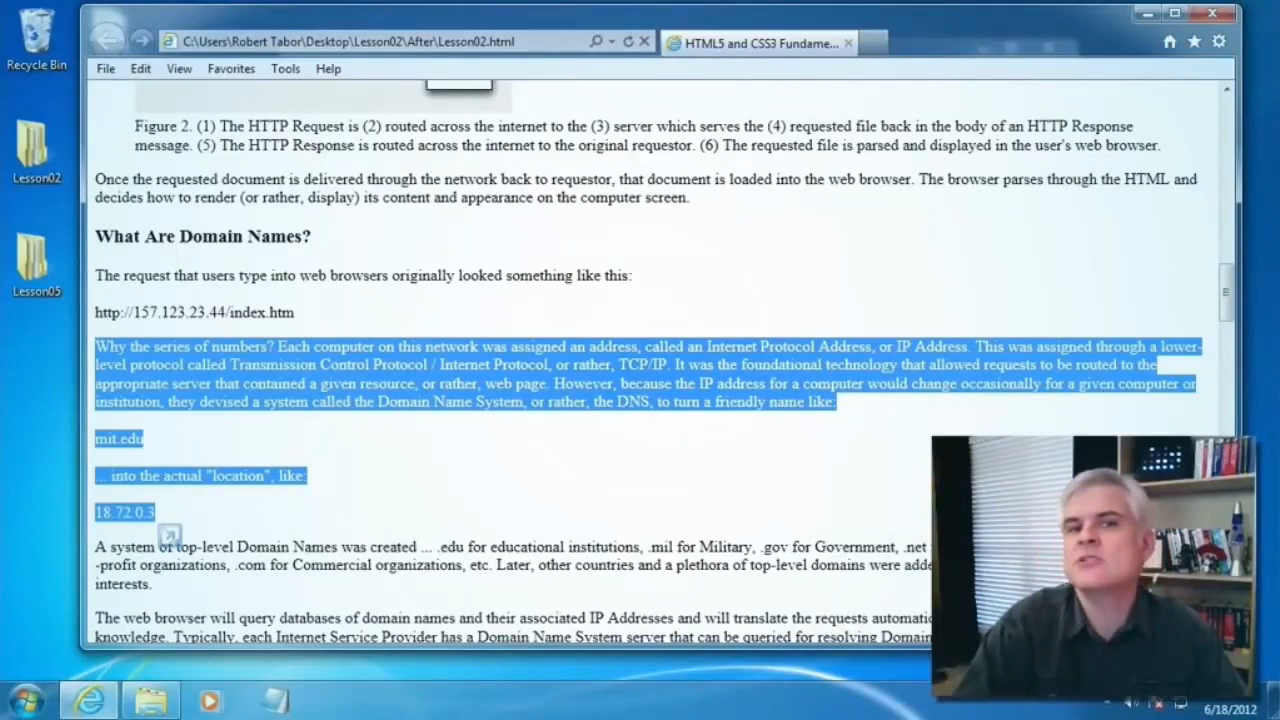 Recycle Bin
Lesson02
Lesson05
C:\Users\Robert Tabor\Desktop\Lesson02\After\Lesson02.html
HTML5 and CSS3 Fundame...
File Edit View Favorites Tools Help
Figure 2. (1) The HTTP Request is (2) routed across the internet to the (3) server which serves the (4) requested file back in the body of an HTTP Response
message. (5) The HTTP Response is routed across the internet to the original requestor. (6) The requested file is parsed and displayed in the user's web browser.
Once the requested document is delivered through the network back to requestor, that document is loaded into the web browser. The browser parses through the HTML and
decides how to render (or rather, display) its content and appearance on the computer screen.
What Are Domain Names?
The request that users type into web browsers originally looked something like this:
http://157.123.23.44/index.htm
Why the series of numbers? Each computer on this network was assigned an address, called an Internet Protocol Address, or IP Address. This was assigned through a lower-
level protocol called Transmission Control Protocol / Internet Protocol, or rather, TCP/IP. It was the foundational technology that allowed requests to be routed to the
appropriate server that contained a given resource, or rather, web page. However, because the IP address for a computer would change occasionally for a given computer or
institution, they devised a system called the Domain Name System, or rather, the DNS, to turn a friendly name like:
mit.edu
... into the actual "location", like:
18.72.0.3
A system of top-level Domain Names was created ... .edu for educational institutions, .mil for Military, .gov for Government, .net
-profit organizations, .com for Commercial organizations, etc. Later, other countries and a plethora of top-level domains were adde
interests.
The web browser will query databases of domain names and their associated IP Addresses and will translate the requests automatic
knowledge. Typically, each Internet Service Provider has a Domain Name System server that can be queried for resolving Domain
6/18/2012